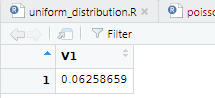 uniform_distribution.R
poisso
Filter
V1
1 0.06258659